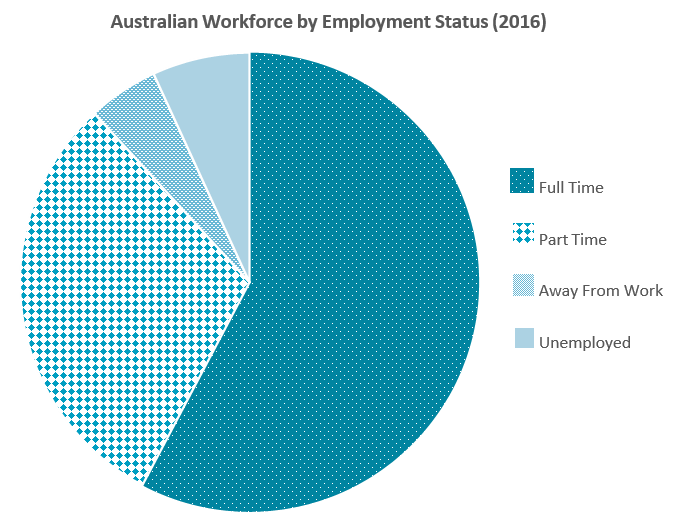 Australian Workforce by Employment Status (2016)
Full Time
Part Time
Away From Work
Unemployed